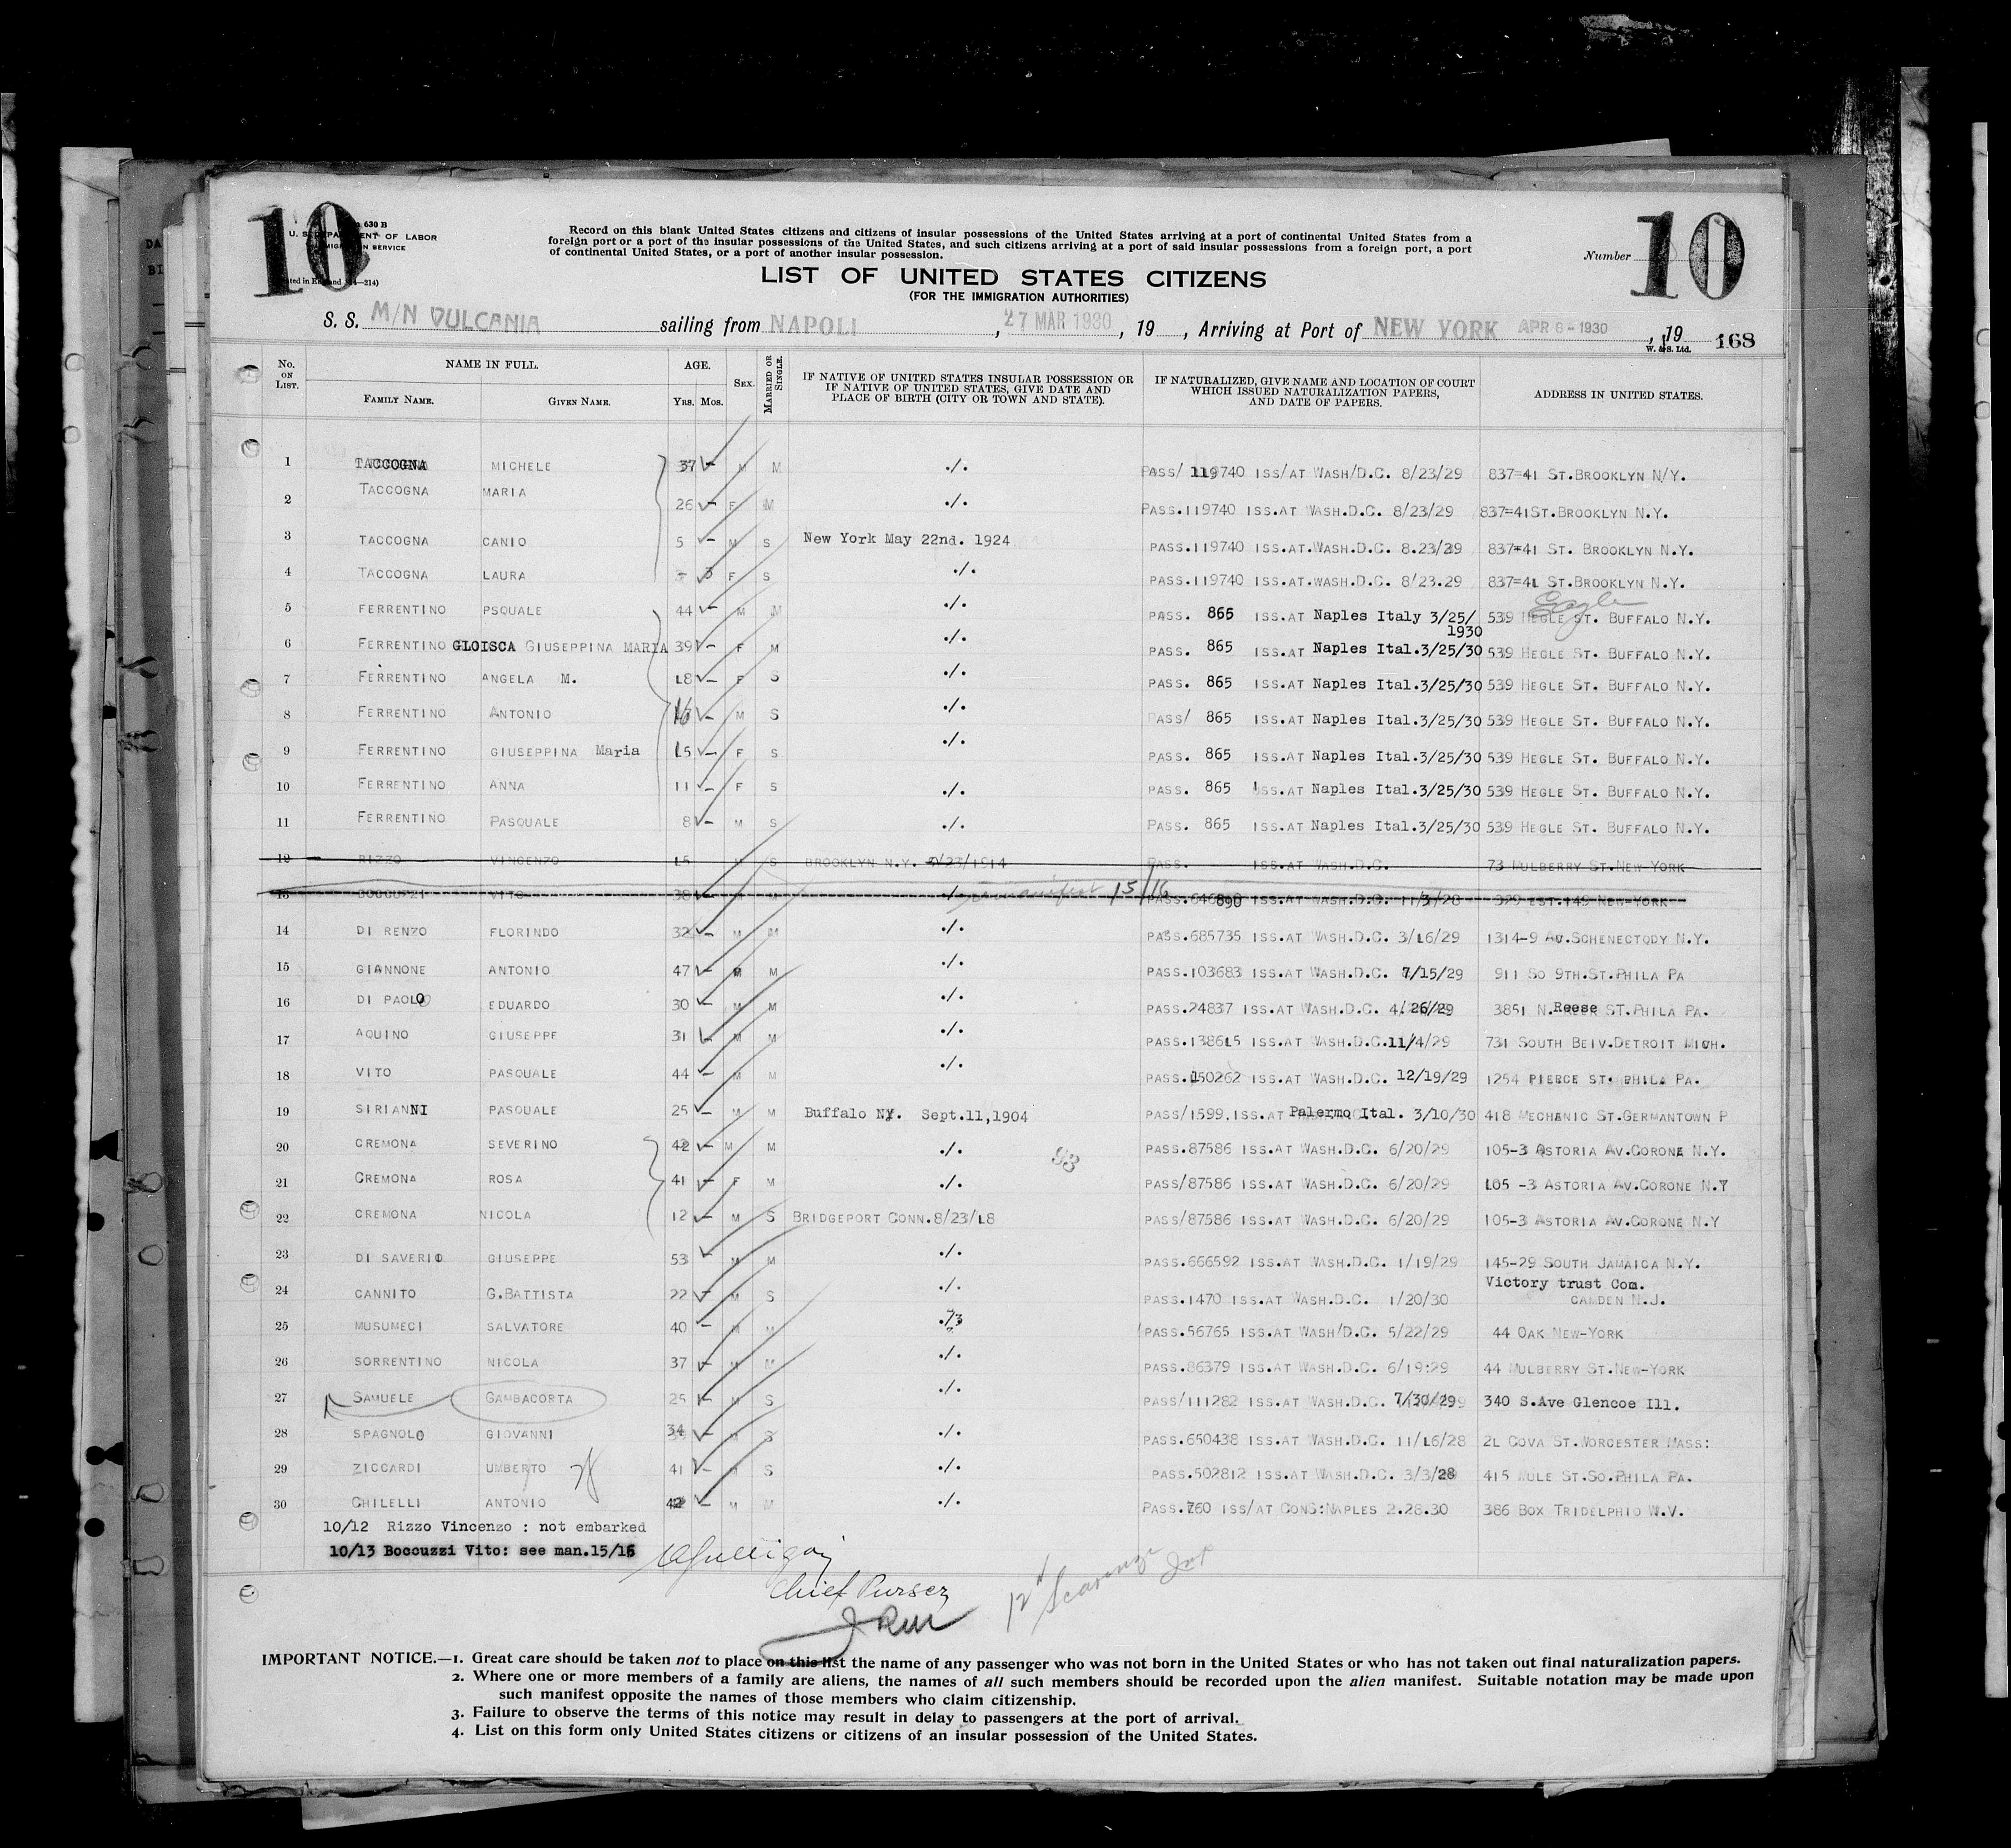 10
630 B
U. S. DEPARTMENT OF LABOR
IMMIGRATION SERVICE
Record on this blank United States citizens and citizens of insular possessions of the United States arriving at a port of continental United States from a
foreign port or a port of the insular possessions of the United States, and such citizens arriving at a port of said insular possessions from a foreign port, a port
of continental United States, or a port of another insular possession.
Number 10
LIST OF UNITED STATES CITIZENS
(FOR THE IMMIGRATION AUTHORITIES)
S. S. M/N VULCANIA sailing from NAPOLI, 27 MAR 1930, 19 , Arriving at Port of NEW YORK APR 6-1930, 19
W. & S. Ltd. 168
No. ON LIST. NAME IN FULL. FAMILY NAME. GIVEN NAME. AGE. YRS. MOS. SEX. MARRIED OR SINGLE. IF NATIVE OF UNITED STATES INSULAR POSSESSION OR IF NATIVE OF UNITED STATES, GIVE DATE AND PLACE OF BIRTH (CITY OR TOWN AND STATE). IF NATURALIZED, GIVE NAME AND LOCATION OF COURT WHICH ISSUED NATURALIZATION PAPERS, AND DATE OF PAPERS. ADDRESS IN UNITED STATES.
1 TACCOGNA MICHELE 37 - M M ./. PASS/ 119740 ISS/AT WASH/D.C. 8/23/29 837=41 ST.BROOKLYN N/Y.
2 TACCOGNA MARIA 26 - F M ./. PASS.119740 ISS.AT WASH.D.C. 8/23/29 837=41ST.BROOKLYN N.Y.
3 TACCOGNA CANIO 5 - M S New York May 22nd. 1924 PASS.119740 ISS.AT.WASH.D.C. 8.23/29 837=41 ST. BROOKLYN N.Y.
4 TACCOGNA LAURA - 3 F S ./. PASS.119740 ISS.AT.WASH.D.C. 8/23.29 837=4L ST.BROOKLYN N.Y.
Eagle
5 FERRENTINO PSQUALE 44 - M M ./. PASS. 865 ISS.AT Naples Italy 3/25/1930 539 HEGLE ST. BUFFALO N.Y.
6 FERRENTINO GLOISCA GIUSEPPINA MARIA 39 - F M ./. PASS. 865 ISS.AT Naples Ital.3/25/30 539 HEGLE ST. BUFFALO N.Y.
7 FERRENTINO ANGELA M. L8 - F S ./. PASS. 865 ISS.AT Naples Ital.3/25/30 539 HEGLE ST. BUFFALO N.Y.
8 FERRENTINO ANTONIO 16 - M S ./. PASS/ 865 ISS.AT Naples Ital.3/25/30 539 HEGLE ST. BUFFALO N.Y.
9 FERRENTINO GIUSEPPINA Maria L5 - F S ./. PASS. 865 ISS.AT Naples Ital.3/25/30 539 HEGLE ST. BUFFALO N.Y.
10 FERRENTINO ANNA 11 - F S ./. PASS. 865 ISS.AT Naples Ital.3/25/30 539 HEGLE ST. BUFFALO N.Y.
11 FERRENTINO PASQUALE 8 - M S ./. PASS. 865 ISS.AT Naples Ital.3/25/30 539 HEGLE ST. BUFFALO N.Y.
12 RIZZO VINCENZO L5 M S BROOKLYN N.Y. /23/1914 PASS. ISS.AT WASH.D.C. 73 MULBERRY ST.NEW-YORK
13 BOCCUZZI VITO 38 M M ./. see manifest 15/16 PASS.646890 ISS.AT WASH.D.C. 11/3/28 329 EST.149 NEW-YORK
14 DI RENZO FLORINDO 32 - M M ./. PASS.685735 ISS.AT WASH.D.C. 3/L6/29 1314-9 AV.SCHENECTODY N.Y.
15 GIANNONE ANTONIO 47 - M M ./. PASS.103683 ISS.AT WASH.D.C. 7/15/29 911 SO 9TH.ST.PHILA PA
16 DI PAOLO EDUARDO 30 - M M ./. PASS.24837 ISS.AT WASH.D.C. 4/26/29 3851 N.Reese ST.PHILA PA.
17 AQUINO GIUSEPPE 31 - M M ./. PASS.1386L5 ISS.AT WASH.D.C.11/4/29 731 SOUTH BEIV.DETROIT MICH.
18 VITO PASQUALE 44 - M M ./. PASS.150262 ISS.AT WASH.D.C. 12/19/29 1254 PIERCE ST. PHILA PA.
19 SIRIANNI PASQUALE 25 - M M Buffalo NY. Sept.11,1904 PASS/1599.ISS.AT Palermo Ital. 3/10/30 418 MECHANIC ST.GERMANTOWN P
20 CREMONA SEVERINO 42 - M M ./. PASS.87586 ISS.AT WASH.D.C. 6/20/29 105-3 ASTORIA AV.CORONE N.Y.
98
21 CREMONA ROSA 41 - F M ./. PASS/87586 ISS.AT WASH.D.C. 6/20/29 L05 -3 ASTORIA AV.CORONE N.Y
22 CREMONA NICOLA 12 - M S BRIDGEPORT CONN.8/23/L8 PASS/87586 ISS.AT WASH.D.C. 6/20/29 105-3 ASTORIA AV.CORONE N.Y
23 DI SAVERIO GIUSEPPE 53 - M M ./. PASS.666592 ISS.AT WASH.D.C. 1/19/29 145-29 SOUTH JAMAICA N.Y.
24 CANNITO G.BATTISTA 22 - M S ./. PASS.1470 ISS.AT WASH.D.C. 1/20/30 Victory trust Com. CAMDEN N.J.
25 MUSUMECI SALVATORE 40 - M M PASS.56765 ISS.AT WASH/D.C. 5/22/29 44 OAK NEW-YORK
26 SORRENTINO NICOLA 37 - M M ./. PASS.86379 ISS.AT WASH.D.C. 6/19:29 44 MULBERRY ST.NEW-YORK
27 SAMUELE GAMBACORTA 25 - M S ./. PASS/111282 ISS.AT WASH.D.C. 7/30/29 340 S.Ave Glencoe Ill.
28 SPAGNOLO GIOVANNI 34 - M S ./. PASS.650438 ISS.AT WASH.D.C. 11/L6/28 2L COVA ST.WORCESTER MASS:
29 ZICCARDI UMBERTO 41 - M S ./. PASS.502812 ISS.AT WASH.D.C. 3/3/28 415 MULE ST.SO.PHILA PA.
30 CHILELLI ANTONIO 42 - M M ./. PASS.760 ISS/AT CONS:NAPLES 2.28.30 386 BOX TRIDELPHIO W.V.
10/12 Rizzo Vincenzo : not embarked
10/13 Boccuzzi Vito: see man.15/16
Chief Purser
IMPORTANT NOTICE.—1. Great care should be taken not to place on this list the name of any passenger who was not born in the United States or who has not taken out final naturalization papers.
2. Where one or more members of a family are aliens, the names of all such members should be recorded upon the alien manifest. Suitable notation may be made upon
such manifest opposite the names of those members who claim citizenship.
3. Failure to observe the terms of this notice may result in delay to passengers at the port of arrival.
4. List on this form only United States citizens or citizens of an insular possession of the United States.